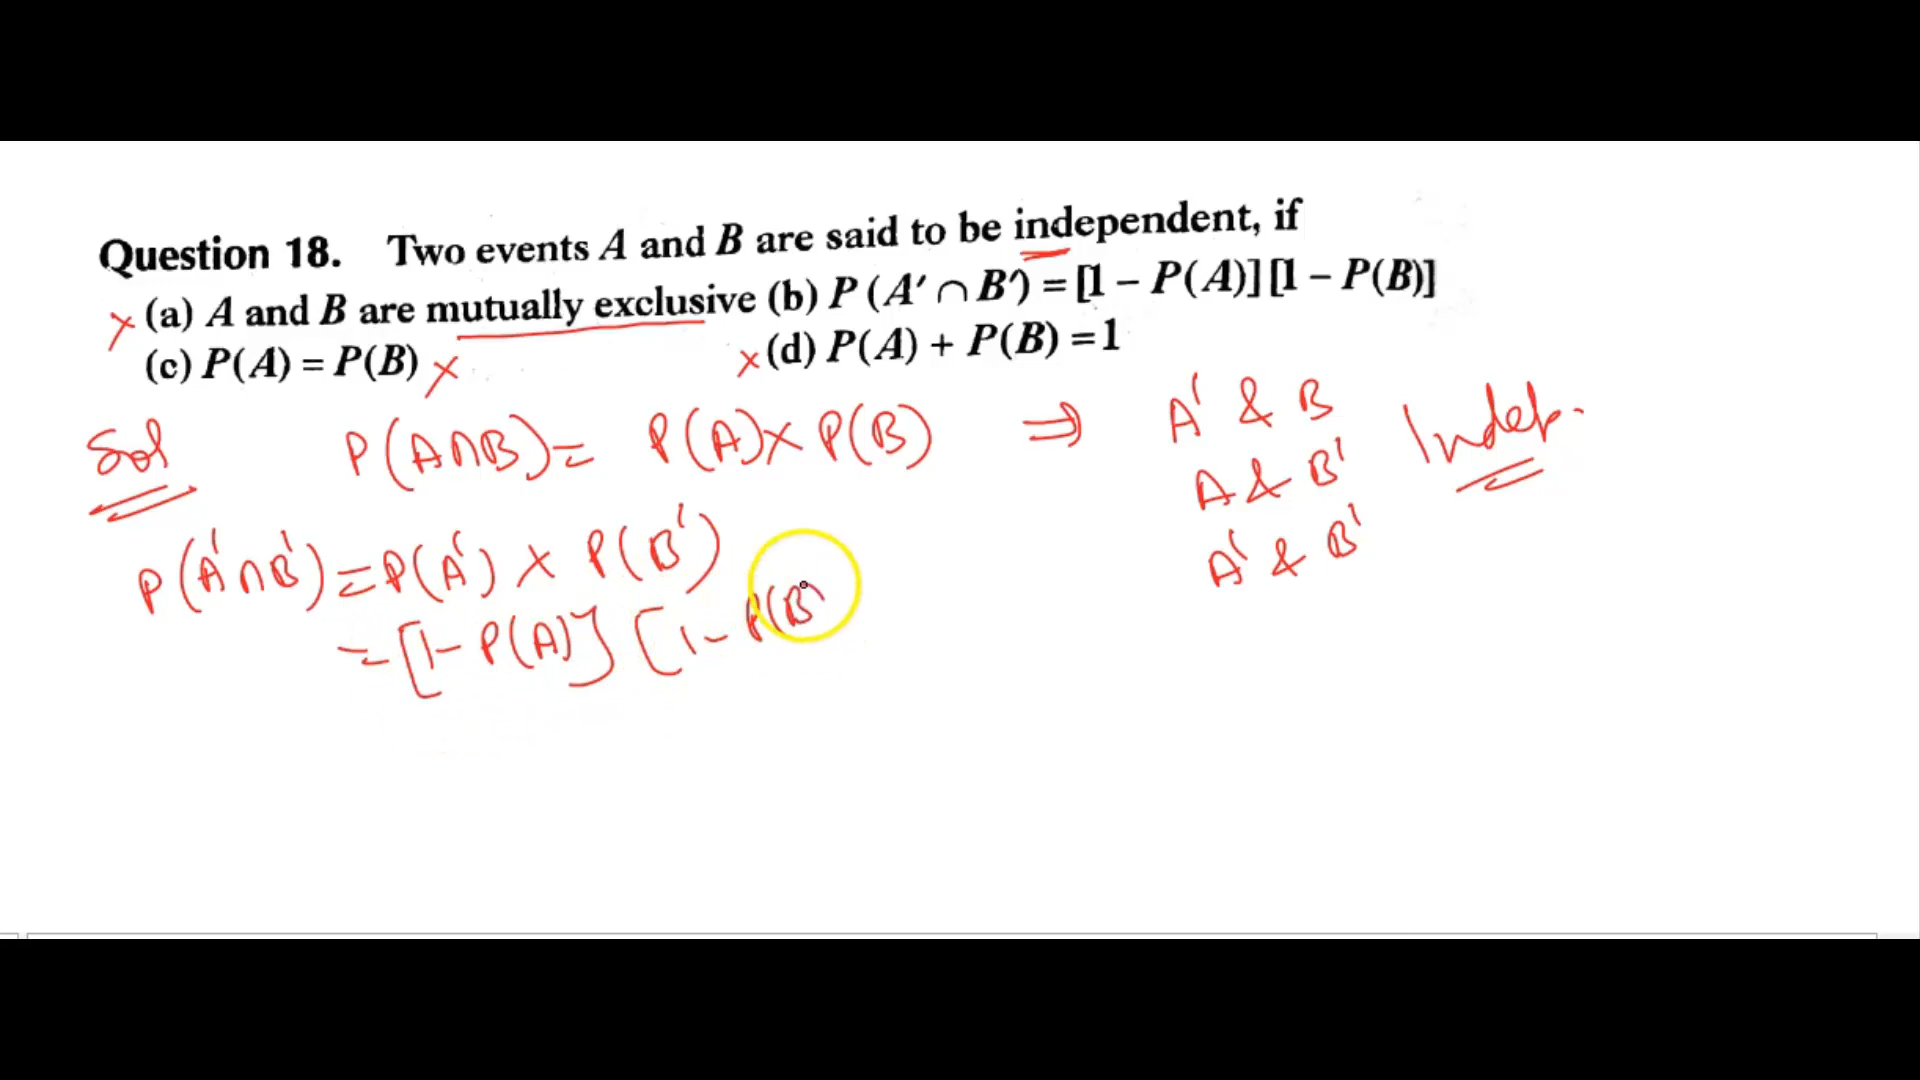 Question 18. Two events A and B are said to be independent, if
× (a) A and B are mutually exclusive (b) P (A′ ∩ B′) = [1 – P(A)] [1 – P(B)]
(c) P(A) = P(B) × × (d) P(A) + P(B) = 1
Sol P(A∩B) = P(A) × P(B) ⇒ A' & B Indep.
A & B'
A' & B'
P(A'∩B') = P(A') × P(B')
= [1 – P(A)] [1 – P(B)